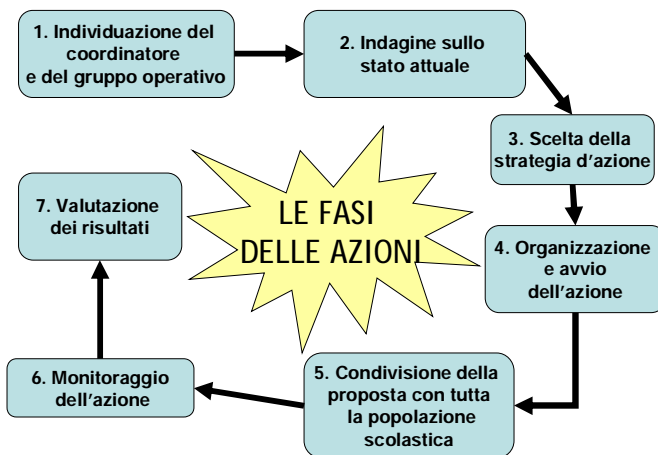 1. Individuazione del
coordinatore
e del gruppo operativo
2. Indagine sullo
stato attuale
3. Scelta della
strategia d'azione
4. Organizzazione
e avvio
dell'azione
5. Condivisione della
proposta con tutta
la popolazione
scolastica
6. Monitoraggio
dell'azione
7. Valutazione
dei risultati
LE FASI
DELLE AZIONI